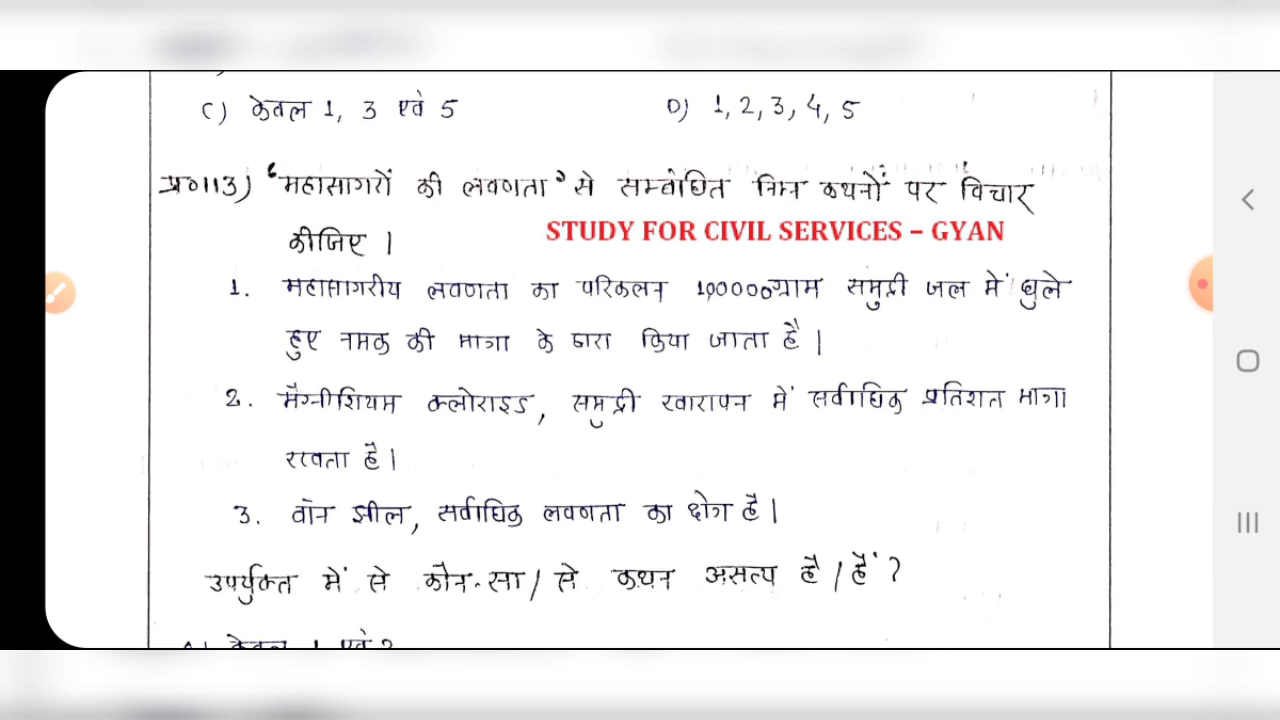 C) केवल 1, 3 एवं 5 D) 1, 2, 3, 4, 5
प्र०113) 'महासागरों की लवणता' से सम्बंधित निम्न कथनों पर विचार
कीजिए।
STUDY FOR CIVIL SERVICES – GYAN
1. महासागरीय लवणता का परिकलन ग्राम समुद्री जल में घुले
हुए नमक की मात्रा के द्वारा किया जाता है।
2. मैग्नीशियम क्लोराइड, समुद्री खारापन में सर्वाधिक प्रतिशत मात्रा
रखता है।
3. वॉन झील, सर्वाधिक लवणता का क्षेत्र है।
उपर्युक्त में से कौन-सा/से कथन असत्य है/हैं?